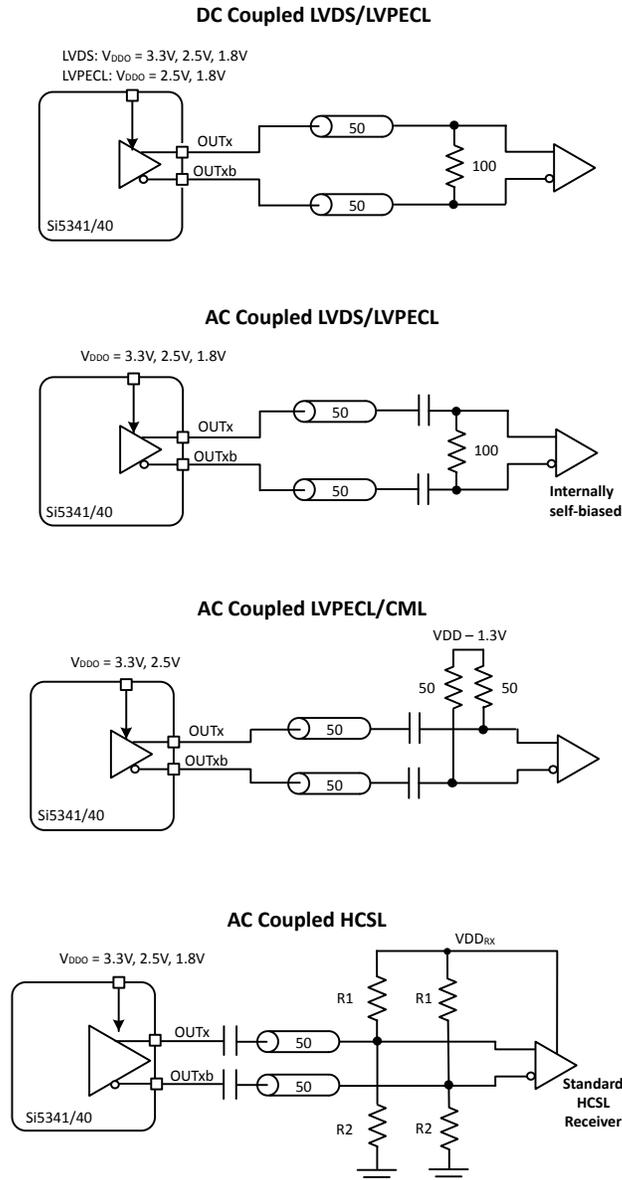 DC Coupled LVDS/LVPECL
LVDS: VDDO = 3.3V, 2.5V, 1.8V
LVPECL: VDDO = 2.5V, 1.8V
OUTx
50
OUTxb
100
50
Si5341/40
AC Coupled LVDS/LVPECL
VDDO = 3.3V, 2.5V, 1.8V
OUTx
50
OUTxb
100
50
Internally
self-biased
Si5341/40
AC Coupled LVPECL/CML
VDD – 1.3V
VDDO = 3.3V, 2.5V
50
50
OUTx
50
OUTxb
50
Si5341/40
AC Coupled HCSL
VDDRX
VDDO = 3.3V, 2.5V, 1.8V
R1
R1
OUTx
50
OUTxb
50
Standard
HCSL
Receiver
Si5341/40
R2
R2